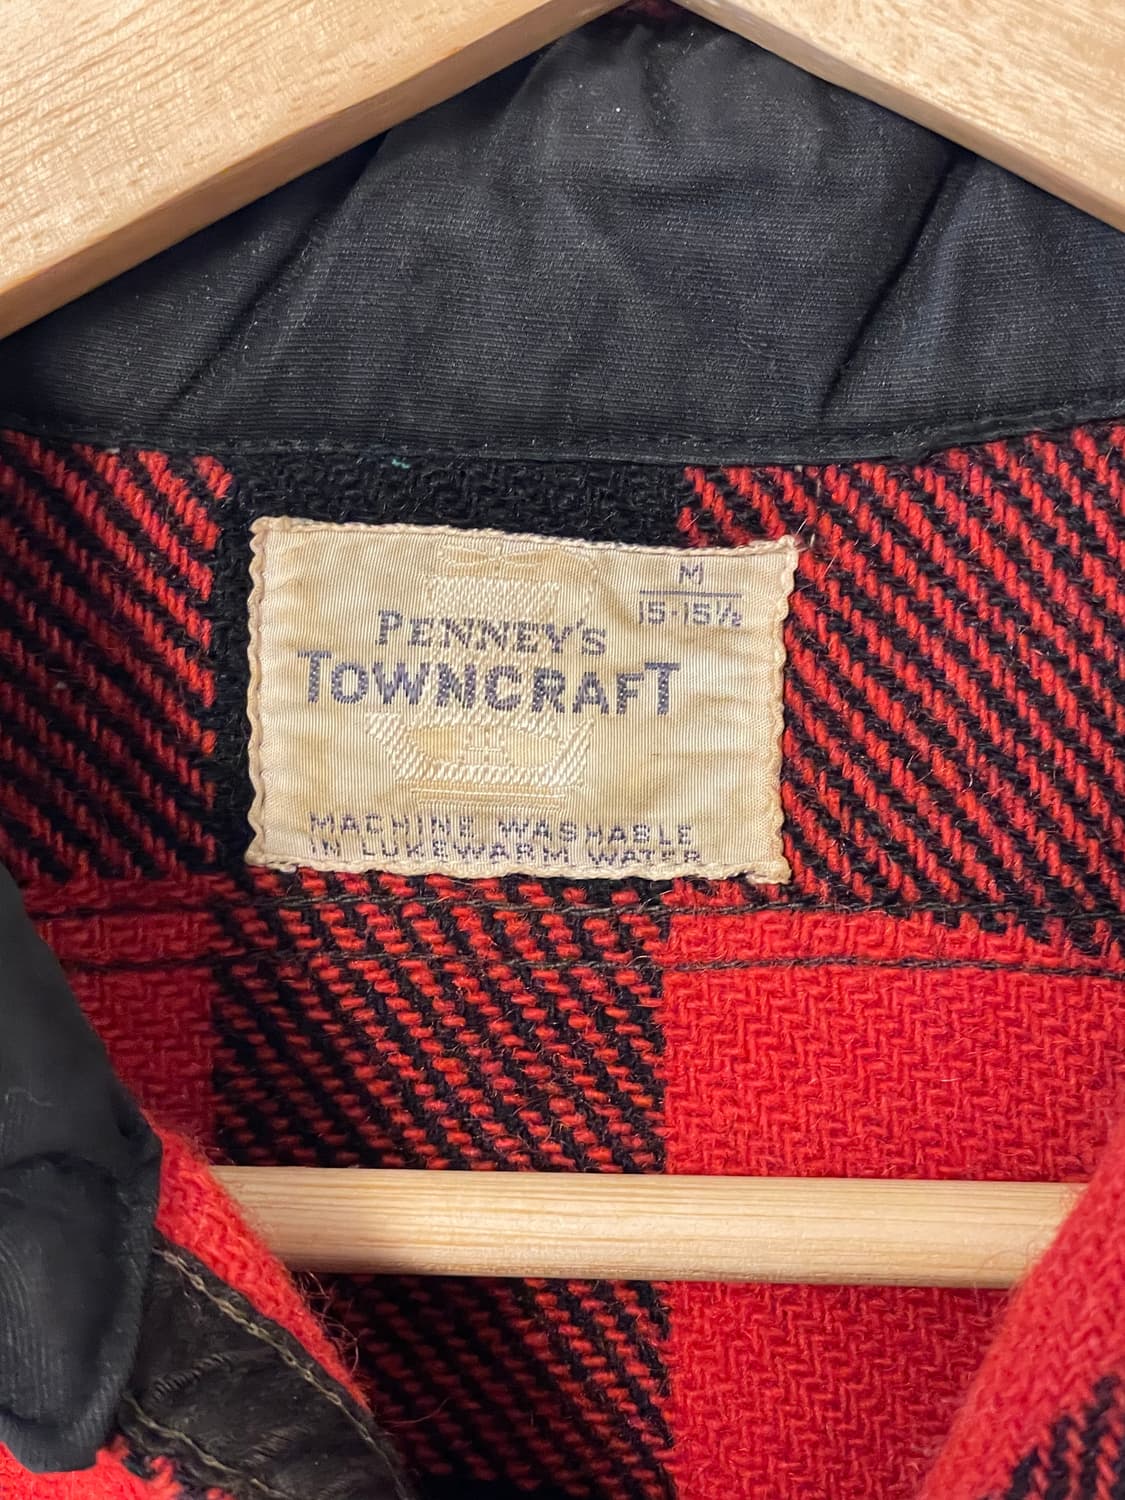 M
15-15½
PENNEY'S
TOWNCRAFT
MACHINE WASHABLE
IN LUKEWARM WATER